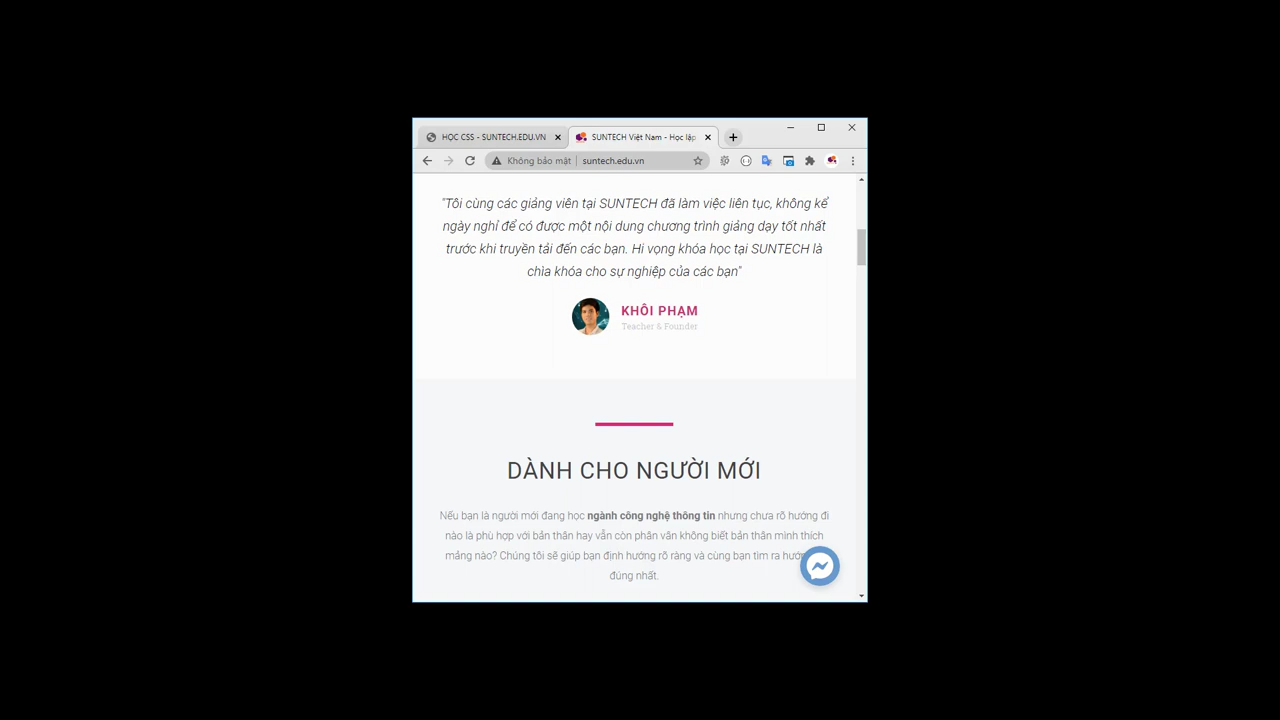 HỌC CSS - SUNTECH.EDU.VN
SUNTECH Việt Nam - Học lập
Không bảo mật
suntech.edu.vn
"Tôi cùng các giảng viên tại SUNTECH đã làm việc liên tục, không kể
ngày nghỉ để có được một nội dung chương trình giảng dạy tốt nhất
trước khi truyền tải đến các bạn. Hi vọng khóa học tại SUNTECH là
chìa khóa cho sự nghiệp của các bạn"
KHÔI PHẠM
Teacher & Founder
DÀNH CHO NGƯỜI MỚI
Nếu bạn là người mới đang học ngành công nghệ thông tin nhưng chưa rõ hướng đi
nào là phù hợp với bản thân hay vẫn còn phân vân không biết bản thân mình thích
mảng nào? Chúng tôi sẽ giúp bạn định hướng rõ ràng và cùng bạn tìm ra
đúng nhất.